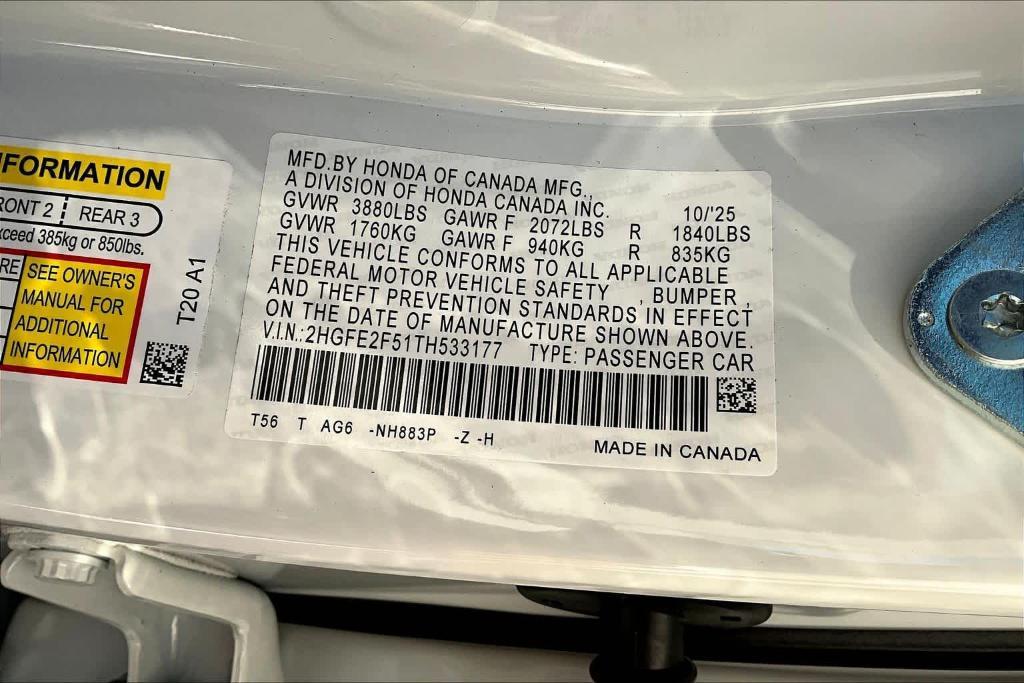 NFORMATION
RONT 2 REAR 3
xceed 385kg or 850lbs.
RE
SEE OWNER'S
MANUAL FOR
ADDITIONAL
INFORMATION
T20 A1
MFD.BY HONDA OF CANADA MFG.,
A DIVISION OF HONDA CANADA INC. 10/'25
GVWR 3880LBS GAWR F 2072LBS R 1840LBS
GVWR 1760KG GAWR F 940KG R 835KG
THIS VEHICLE CONFORMS TO ALL APPLICABLE
FEDERAL MOTOR VEHICLE SAFETY , BUMPER ,
AND THEFT PREVENTION STANDARDS IN EFFECT
ON THE DATE OF MANUFACTURE SHOWN ABOVE.
V.I.N.:2HGFE2F51TH533177 TYPE: PASSENGER CAR
T56 T AG6 -NH883P -Z -H
MADE IN CANADA